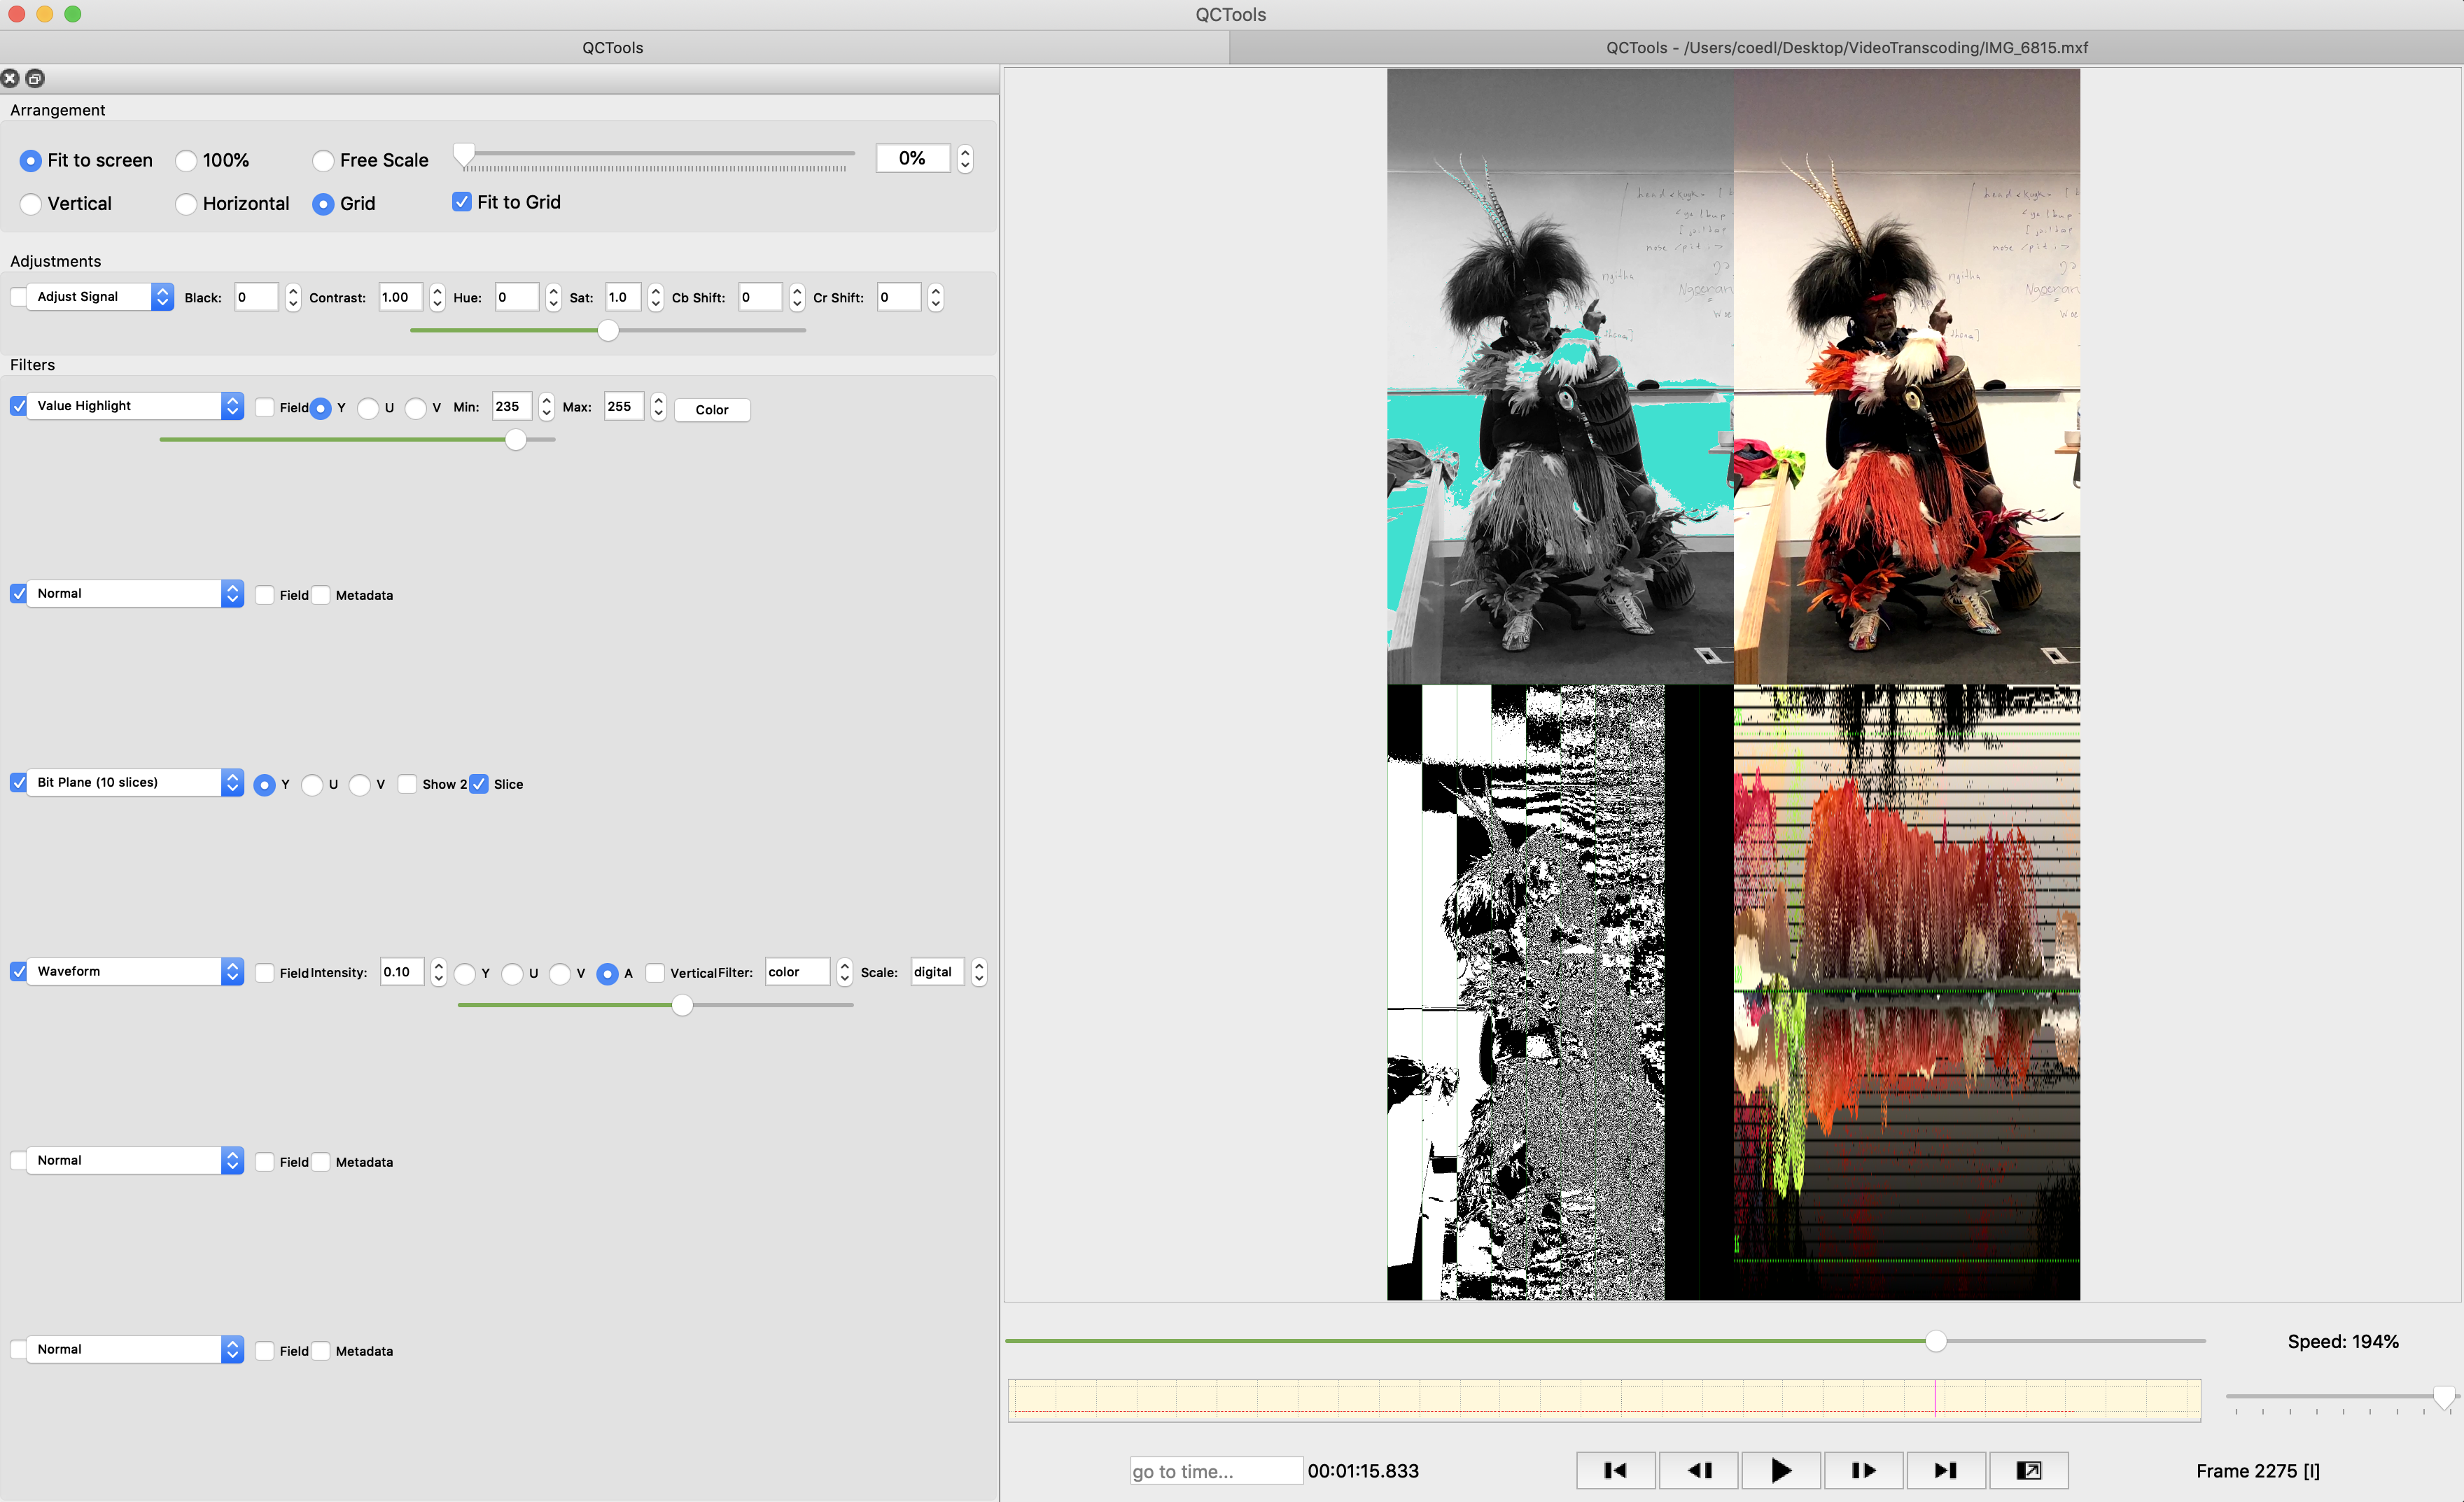 QCTools
QCTools
QCTools - /Users/coedl/Desktop/VideoTranscoding/IMG_6815.mxf
Arrangement
Fit to screen 100% Free Scale 0%
Vertical Horizontal Grid Fit to Grid
Adjustments
Adjust Signal Black: 0 Contrast: 1.00 Hue: 0 Sat: 1.0 Cb Shift: 0 Cr Shift: 0
Filters
Value Highlight Field Y U V Min: 235 Max: 255 Color
Normal Field Metadata
Bit Plane (10 slices) Y U V Show 2 Slice
Waveform Field Intensity: 0.10 Y U V A Vertical Filter: color Scale: digital
Normal Field Metadata
Normal Field Metadata
Speed: 194%
go to time... 00:01:15.833
Frame 2275 [I]